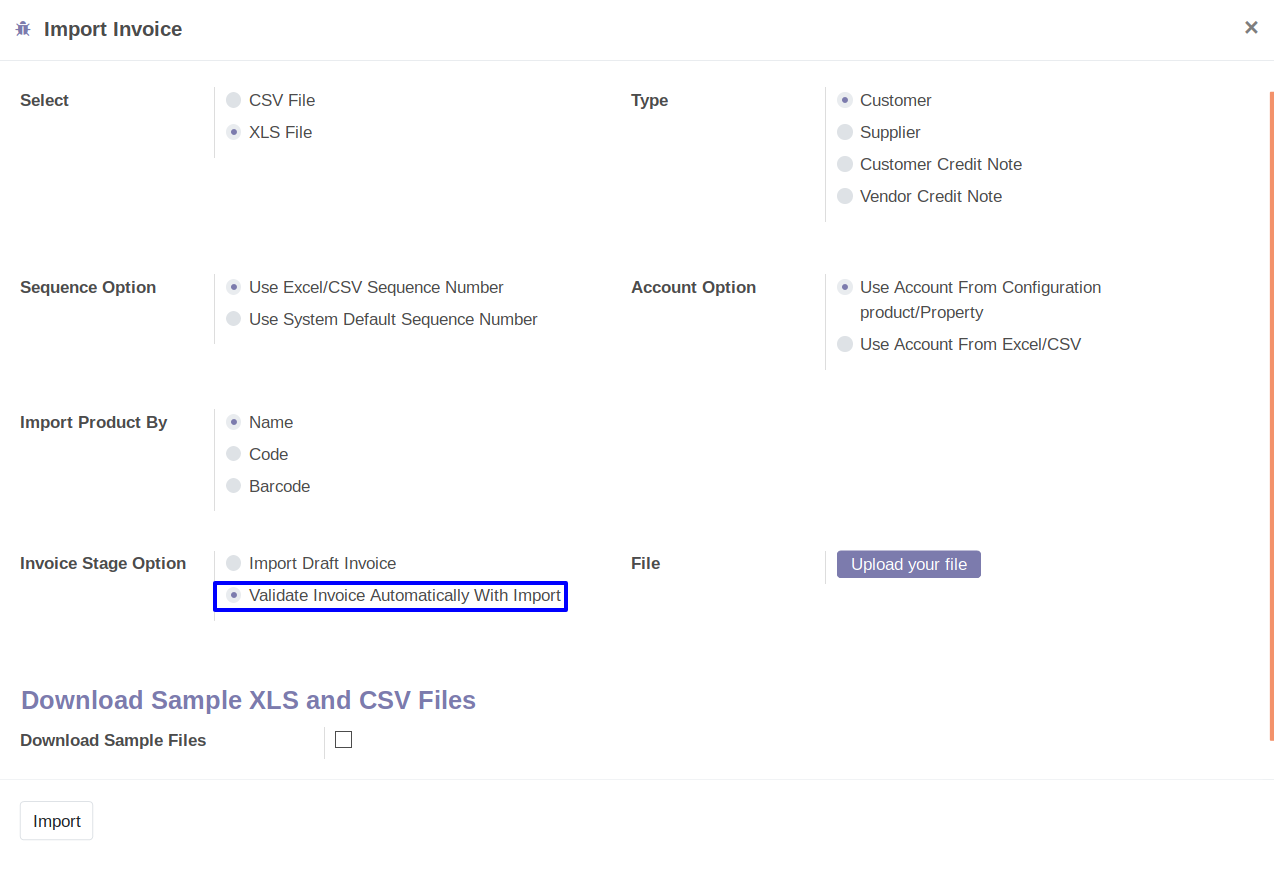 Import Invoice
×
Select
CSV File
XLS File
Type
Customer
Supplier
Customer Credit Note
Vendor Credit Note
Sequence Option
Use Excel/CSV Sequence Number
Use System Default Sequence Number
Account Option
Use Account From Configuration
product/Property
Use Account From Excel/CSV
Import Product By
Name
Code
Barcode
Invoice Stage Option
Import Draft Invoice
Validate Invoice Automatically With Import
File
Upload your file
Download Sample XLS and CSV Files
Download Sample Files
Import